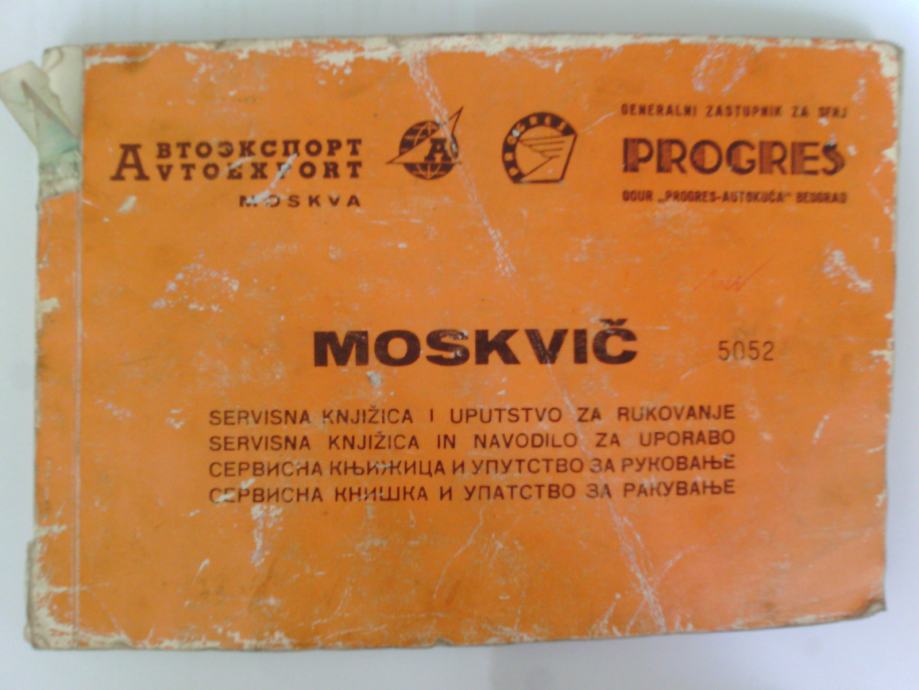 АВТОЭКСПОРТ
AVTOEXPORT
MOSKVA
A
PROGRES
GENERALNI ZASTUPNIK ZA SFRJ
PROGRES
OOUR „PROGRES-AUTOKUĆA" BEOGRAD
MOSKVIČ 5052
SERVISNA KNJIŽICA I UPUTSTVO ZA RUKOVANJE
SERVISNA KNJIŽICA IN NAVODILO ZA UPORABO
СЕРВИСНА КЊИЖИЦА И УПУТСТВО ЗА РУКОВАЊЕ
СЕРВИСНА КНИШКА И УПАТСТВО ЗА РАКУВАЊЕ